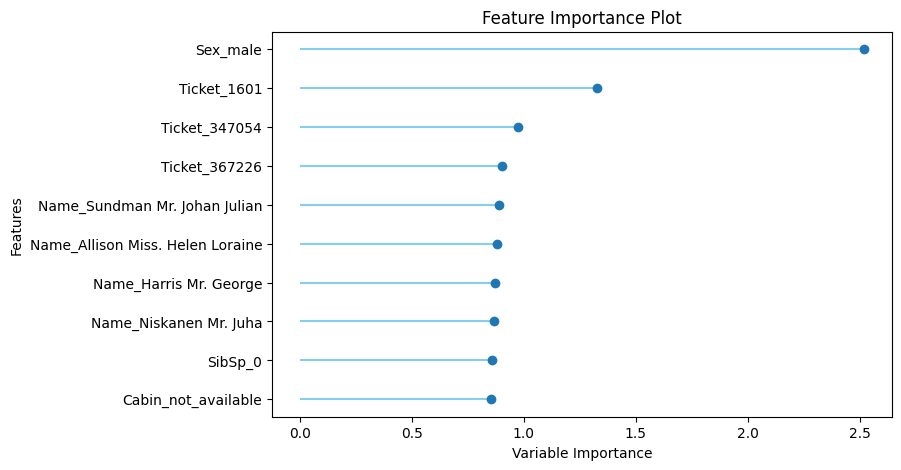 Feature Importance Plot
Features
Sex_male
Ticket_1601
Ticket_347054
Ticket_367226
Name_Sundman Mr. Johan Julian
Name_Allison Miss. Helen Loraine
Name_Harris Mr. George
Name_Niskanen Mr. Juha
SibSp_0
Cabin_not_available
0.0 0.5 1.0 1.5 2.0 2.5
Variable Importance